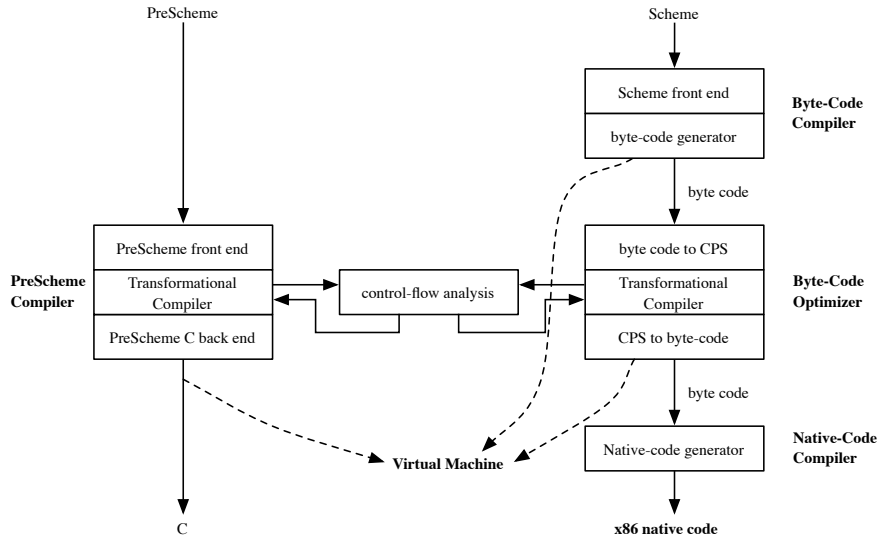 PreScheme
Scheme
Scheme front end
byte-code generator
Byte-Code
Compiler
byte code
PreScheme front end
Transformational
Compiler
PreScheme C back end
PreScheme
Compiler
control-flow analysis
byte code to CPS
Transformational
Compiler
CPS to byte-code
Byte-Code
Optimizer
byte code
Virtual Machine
Native-code generator
Native-Code
Compiler
C
x86 native code